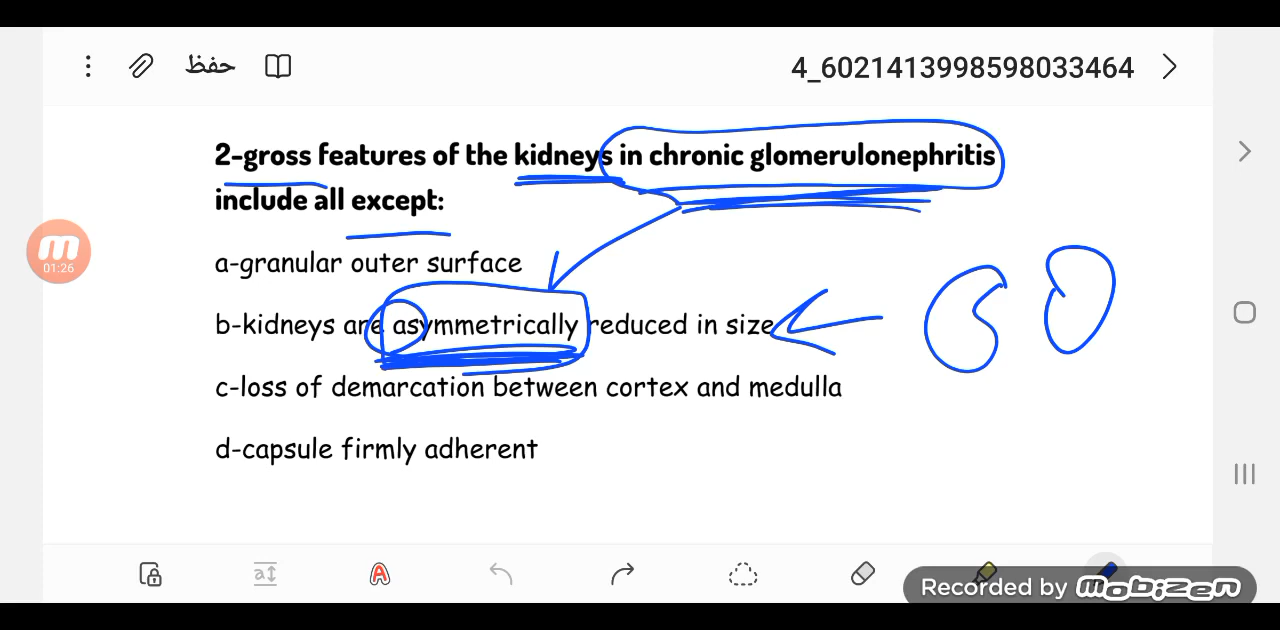 حفظ
4_6021413998598033464
01:26
2-gross features of the kidneys in chronic glomerulonephritis
include all except:
a-granular outer surface
b-kidneys are asymmetrically reduced in size
c-loss of demarcation between cortex and medulla
d-capsule firmly adherent
Recorded by mobizen